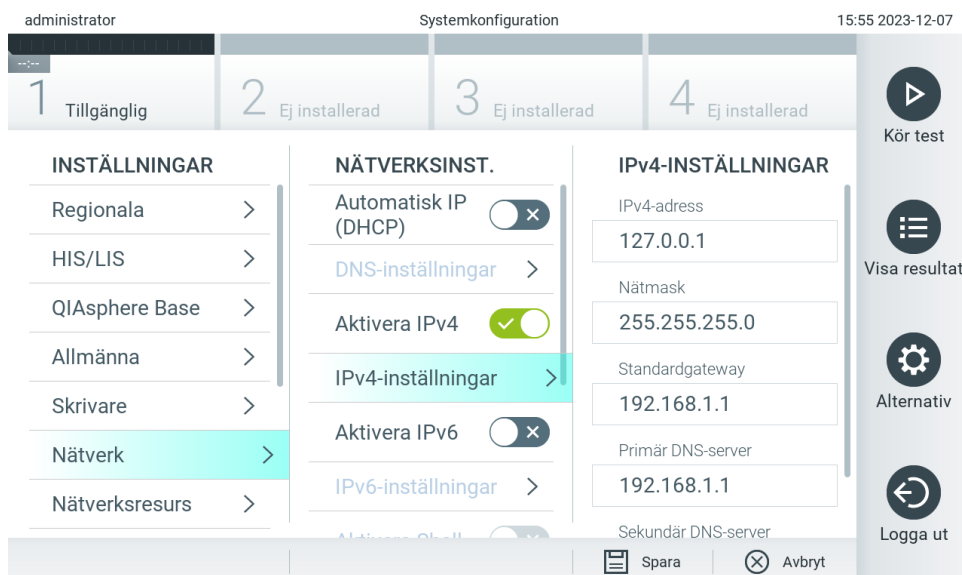 administrator
Systemkonfiguration
15:55 2023-12-07
--:--
1 Tillgänglig
2 Ej installerad
3 Ej installerad
4 Ej installerad
INSTÄLLNINGAR
Regionala
HIS/LIS
QIAsphere Base
Allmänna
Skrivare
Nätverk
Nätverksresurs
NÄTVERKSINST.
Automatisk IP
(DHCP)
DNS-inställningar
Aktivera IPv4
IPv4-inställningar
Aktivera IPv6
IPv6-inställningar
IPv4-INSTÄLLNINGAR
IPv4-adress
127.0.0.1
Nätmask
255.255.255.0
Standardgateway
192.168.1.1
Primär DNS-server
192.168.1.1
Sekundär DNS-server
Spara
Avbryt
Kör test
Visa resultat
Alternativ
Logga ut